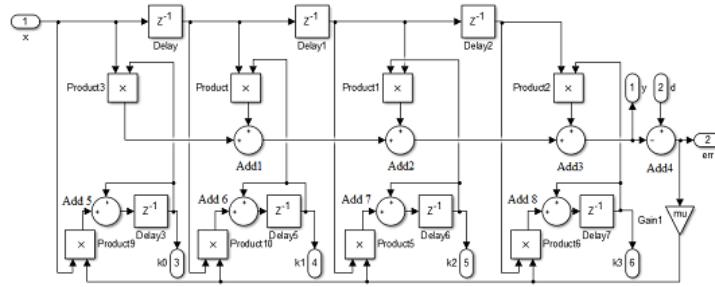 1
x
Z-1
Delay
Z-1
Delay1
Z-1
Delay2
Product3
×
Product
×
Product1
×
Product2
×
1
y
2
d
Add1
Add2
Add3
Add4
2
err
Add 5
Z-1
Delay3
Add 6
Z-1
Delay5
Add 7
Z-1
Delay6
Add 8
Z-1
Delay7
Gain1
mu
×
Product9
×
Product10
×
Product5
×
Product6
k0
3
k1
4
k2
5
k3
6